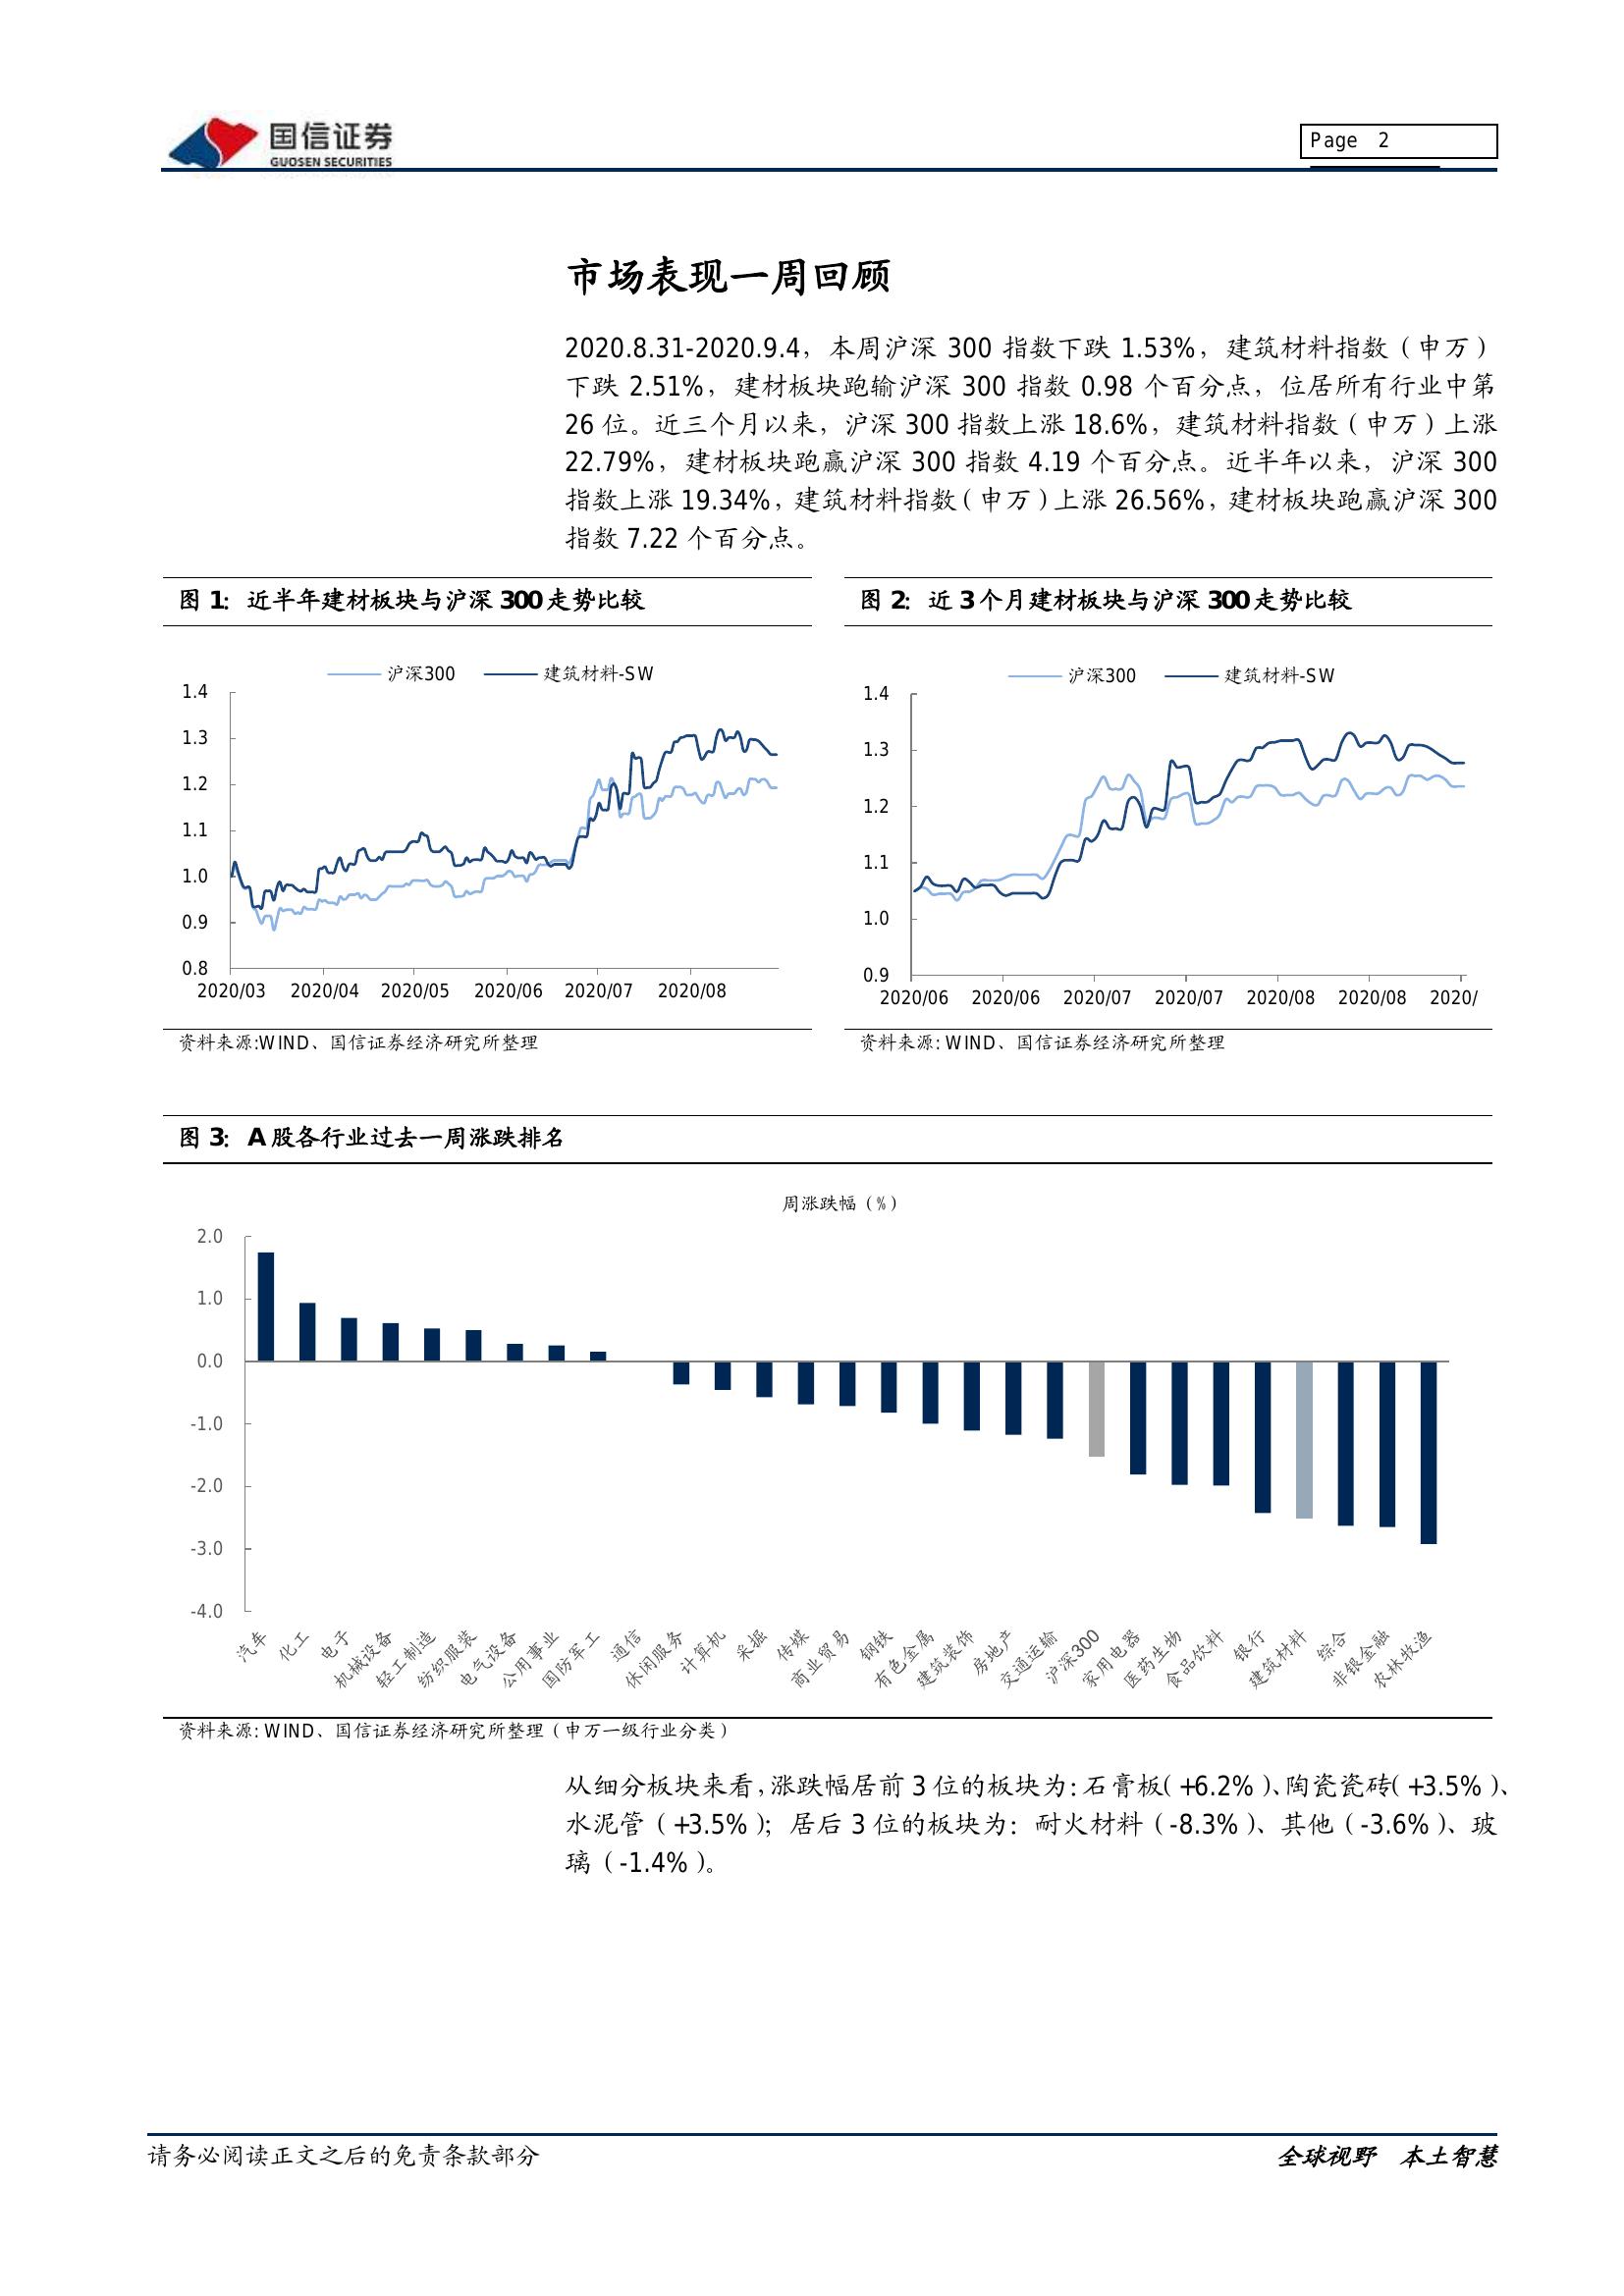 国信证券
GUOSEN SECURITIES
Page 2
市场表现一周回顾
2020.8.31-2020.9.4，本周沪深 300 指数下跌 1.53%，建筑材料指数（申万）
下跌 2.51%，建材板块跑输沪深 300 指数 0.98 个百分点，位居所有行业中第
26 位。近三个月以来，沪深 300 指数上涨 18.6%，建筑材料指数（申万）上涨
22.79%，建材板块跑赢沪深 300 指数 4.19 个百分点。近半年以来，沪深 300
指数上涨 19.34%，建筑材料指数（申万）上涨 26.56%，建材板块跑赢沪深 300
指数 7.22 个百分点。
图 1：近半年建材板块与沪深 300 走势比较
沪深300 建筑材料-SW
1.4
1.3
1.2
1.1
1.0
0.9
0.8
2020/03 2020/04 2020/05 2020/06 2020/07 2020/08
资料来源:WIND、国信证券经济研究所整理
图 2：近 3 个月建材板块与沪深 300 走势比较
沪深300 建筑材料-SW
1.4
1.3
1.2
1.1
1.0
0.9
2020/06 2020/06 2020/07 2020/07 2020/08 2020/08 2020/
资料来源: WIND、国信证券经济研究所整理
图 3：A 股各行业过去一周涨跌排名
周涨跌幅（%）
2.0
1.0
0.0
-1.0
-2.0
-3.0
-4.0
汽车 化工 电子 机械设备 轻工制造 纺织服装 电气设备 公用事业 国防军工 通信 休闲服务 计算机 采掘 传媒 商业贸易 钢铁 有色金属 建筑装饰 房地产 交通运输 沪深300 家用电器 医药生物 食品饮料 银行 建筑材料 综合 非银金融 农林牧渔
资料来源: WIND、国信证券经济研究所整理（申万一级行业分类）
从细分板块来看，涨跌幅居前 3 位的板块为：石膏板（+6.2%）、陶瓷瓷砖（+3.5%）、
水泥管（+3.5%）；居后 3 位的板块为：耐火材料（-8.3%）、其他（-3.6%）、玻
璃（-1.4%）。
请务必阅读正文之后的免责条款部分
全球视野 本土智慧